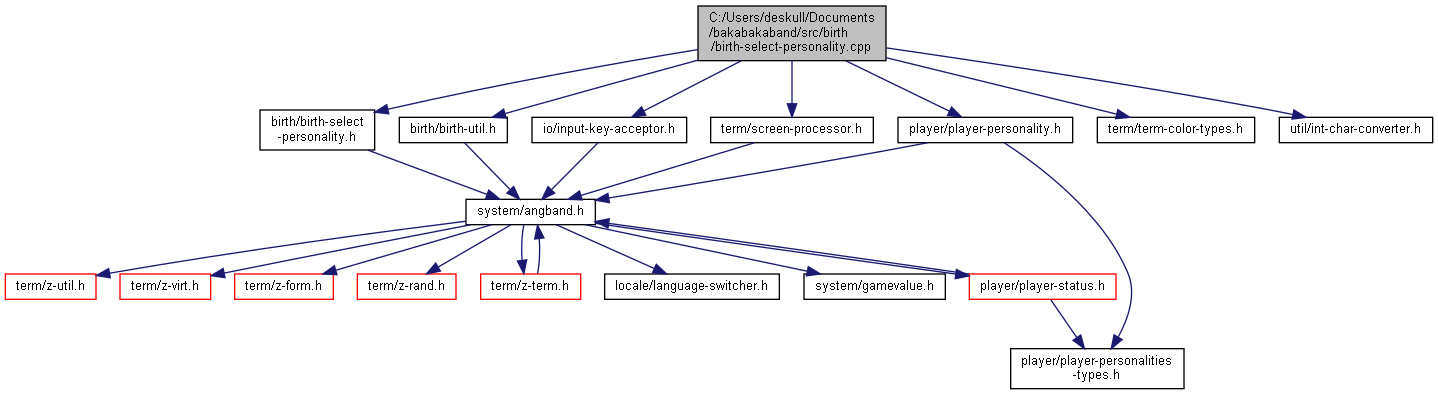 C:/Users/deskull/Documents
/bakabakaband/src/birth
/birth-select-personality.cpp
birth/birth-select
-personality.h
birth/birth-util.h
io/input-key-acceptor.h
term/screen-processor.h
player/player-personality.h
term/term-color-types.h
util/int-char-converter.h
system/angband.h
term/z-util.h
term/z-virt.h
term/z-form.h
term/z-rand.h
term/z-term.h
locale/language-switcher.h
system/gamevalue.h
player/player-status.h
player/player-personalities
-types.h